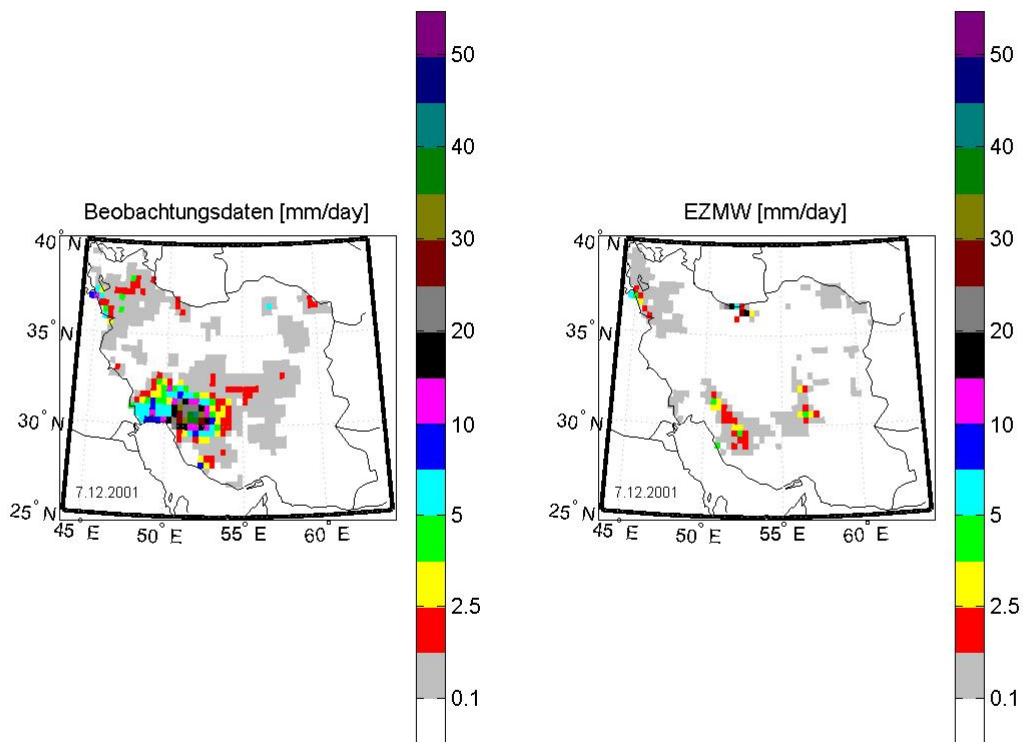 Beobachtungsdaten [mm/day]
40° N
35° N
30° N
25° N
45° E
50° E
55° E
60° E
7.12.2001
50
40
30
20
10
5
2.5
0.1
EZMW [mm/day]
40° N
35° N
30° N
25° N
45° E
50° E
55° E
60° E
7.12.2001
50
40
30
20
10
5
2.5
0.1